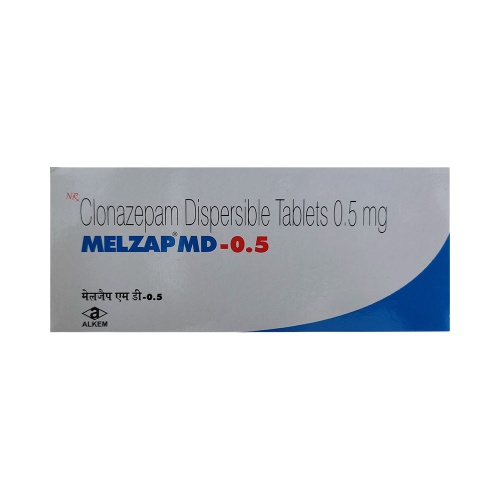 NRx
Clonazepam Dispersible Tablets 0.5 mg
MELZAP® MD-0.5
मेलजैप एम डी-0.5
a
ALKEM